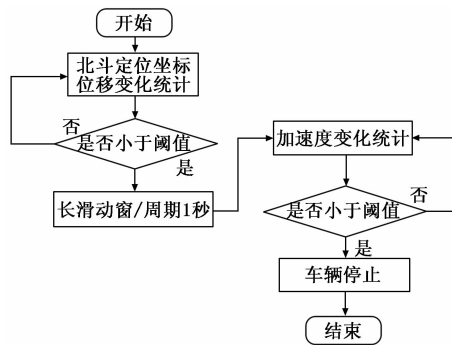 开始
北斗定位坐标
位移变化统计
否
是否小于阈值
是
长滑动窗/周期1秒
加速度变化统计
否
是否小于阈值
是
车辆停止
结束